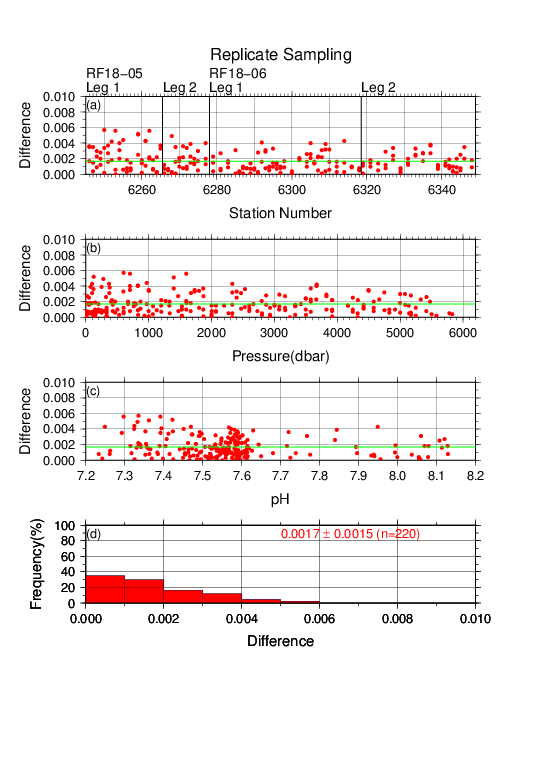 Replicate Sampling
RF18−05 RF18−06
Leg 1 Leg 2 Leg 1 Leg 2
(a)
0.010
0.008
0.006
0.004
0.002
0.000
Difference
6260 6280 6300 6320 6340
Station Number
(b)
0.010
0.008
0.006
0.004
0.002
0.000
Difference
0 1000 2000 3000 4000 5000 6000
Pressure(dbar)
(c)
0.010
0.008
0.006
0.004
0.002
0.000
Difference
7.2 7.3 7.4 7.5 7.6 7.7 7.8 7.9 8.0 8.1 8.2
pH
(d) 0.0017 ± 0.0015 (n=220)
100
80
60
40
20
0
Frequency(%)
0.000 0.002 0.004 0.006 0.008 0.010
Difference